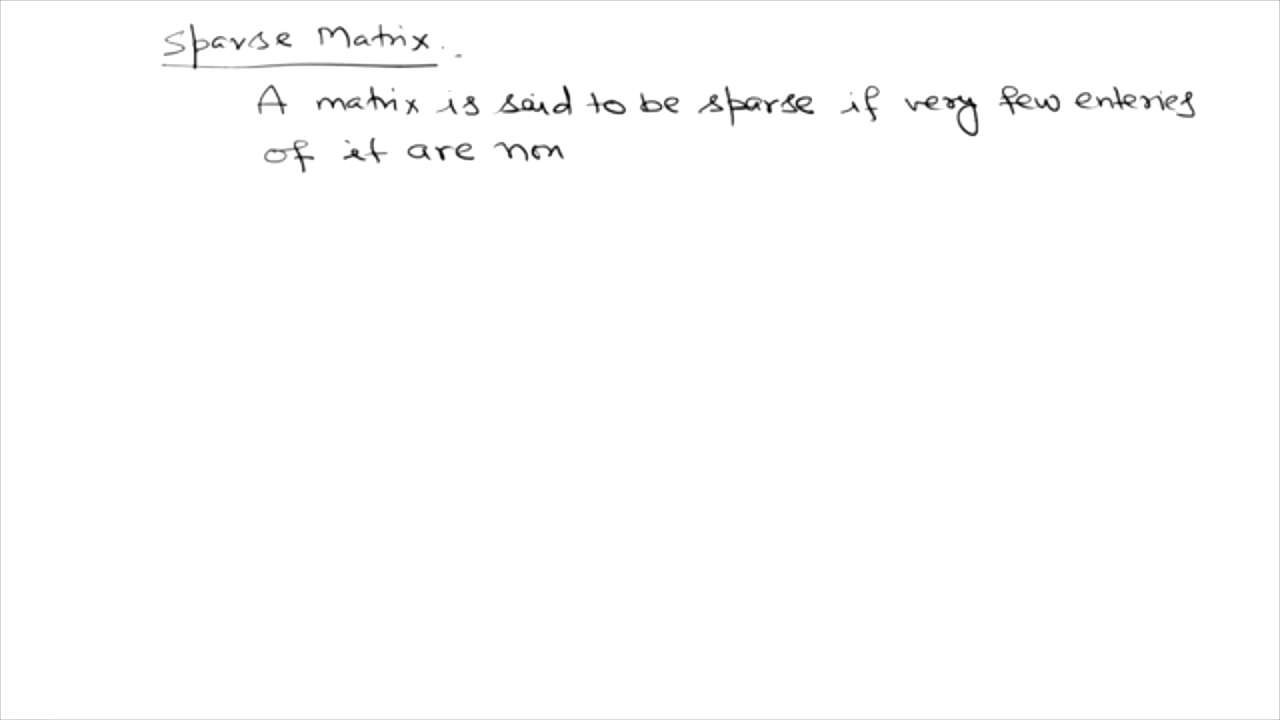 Sparse Matrix..
A matrix is said to be sparse if very few enteries
of it are non